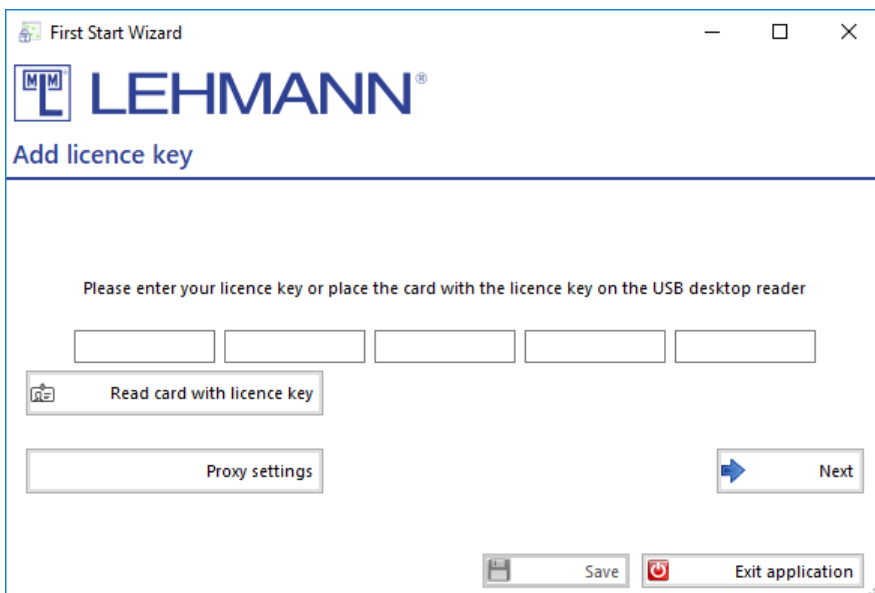 First Start Wizard
MLM LEHMANN®
Add licence key
Please enter your licence key or place the card with the licence key on the USB desktop reader
Read card with licence key
Proxy settings
Next
Save
Exit application